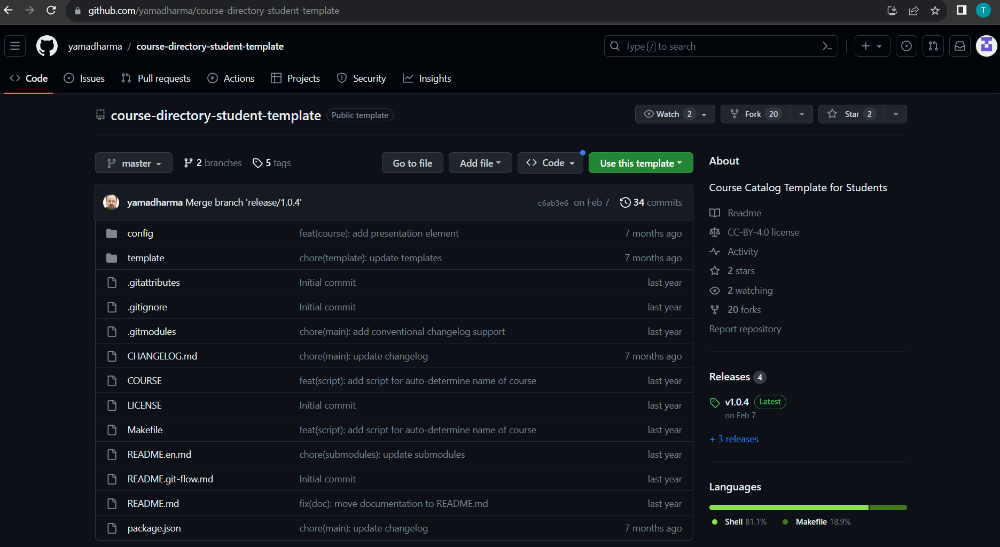 github.com/yamadharma/course-directory-student-template
T
yamadharma / course-directory-student-template
Type / to search
Code
Issues
Pull requests
Actions
Projects
Security
Insights
course-directory-student-template
Public template
Watch 2
Fork 20
Star 2
master
2 branches
5 tags
Go to file
Add file
Code
Use this template
yamadharma Merge branch 'release/1.0.4'
c6ab3e6 on Feb 7
34 commits
config feat(course): add presentation element 7 months ago
template chore(template): update templates 7 months ago
.gitattributes Initial commit last year
.gitignore Initial commit last year
.gitmodules chore(main): add conventional changelog support last year
CHANGELOG.md chore(main): update changelog 7 months ago
COURSE feat(script): add script for auto-determine name of course last year
LICENSE Initial commit last year
Makefile feat(script): add script for auto-determine name of course last year
README.en.md chore(submodules): update submodules last year
README.git-flow.md Initial commit last year
README.md fix(doc): move documentation to README.md last year
package.json chore(main): update changelog 7 months ago
About
Course Catalog Template for Students
Readme
CC-BY-4.0 license
Activity
2 stars
2 watching
20 forks
Report repository
Releases 4
v1.0.4 Latest
on Feb 7
+ 3 releases
Languages
Shell 81.1% Makefile 18.9%